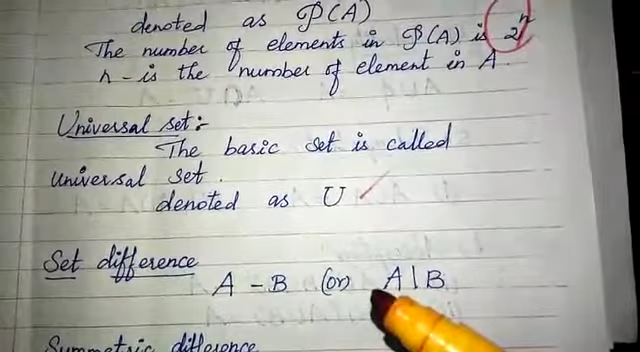 denoted as P(A)
The number of elements in P(A) is 2^n
n - is the number of element in A.
Universal set:-
The basic set is called
universal set.
denoted as U
Set difference
A - B (or) A | B
Symmetric difference